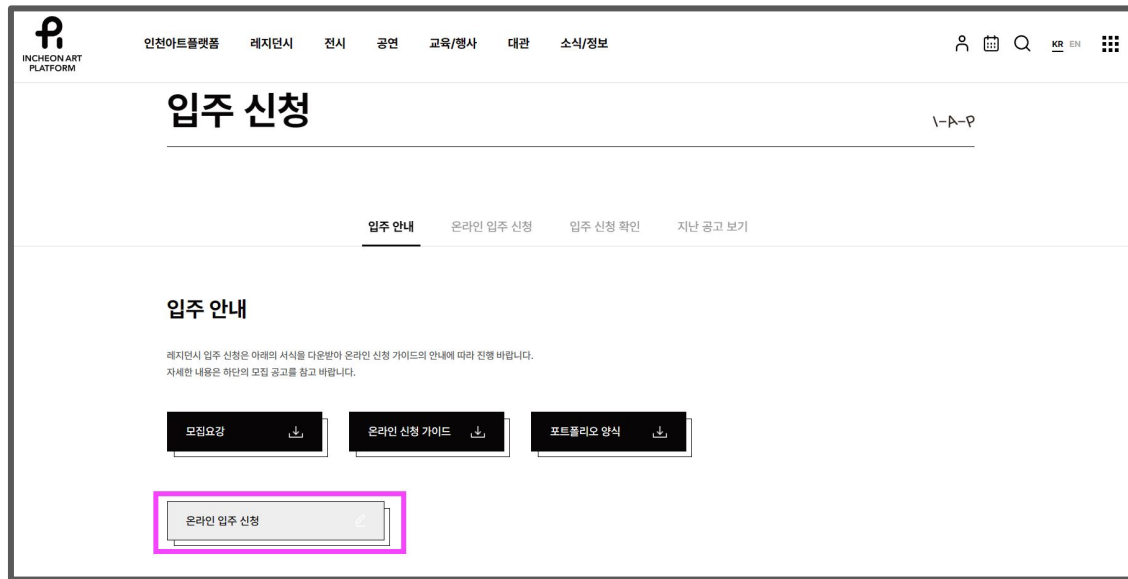 INCHEON ART
PLATFORM
인천아트플랫폼 레지던시 전시 공연 교육/행사 대관 소식/정보
KR EN
입주 신청
I-A-P
입주 안내 온라인 입주 신청 입주 신청 확인 지난 공고 보기
입주 안내
레지던시 입주 신청은 아래의 서식을 다운받아 온라인 신청 가이드의 안내에 따라 진행 바랍니다.
자세한 내용은 하단의 모집 공고를 참고 바랍니다.
모집요강 온라인 신청 가이드 포트폴리오 양식
온라인 입주 신청